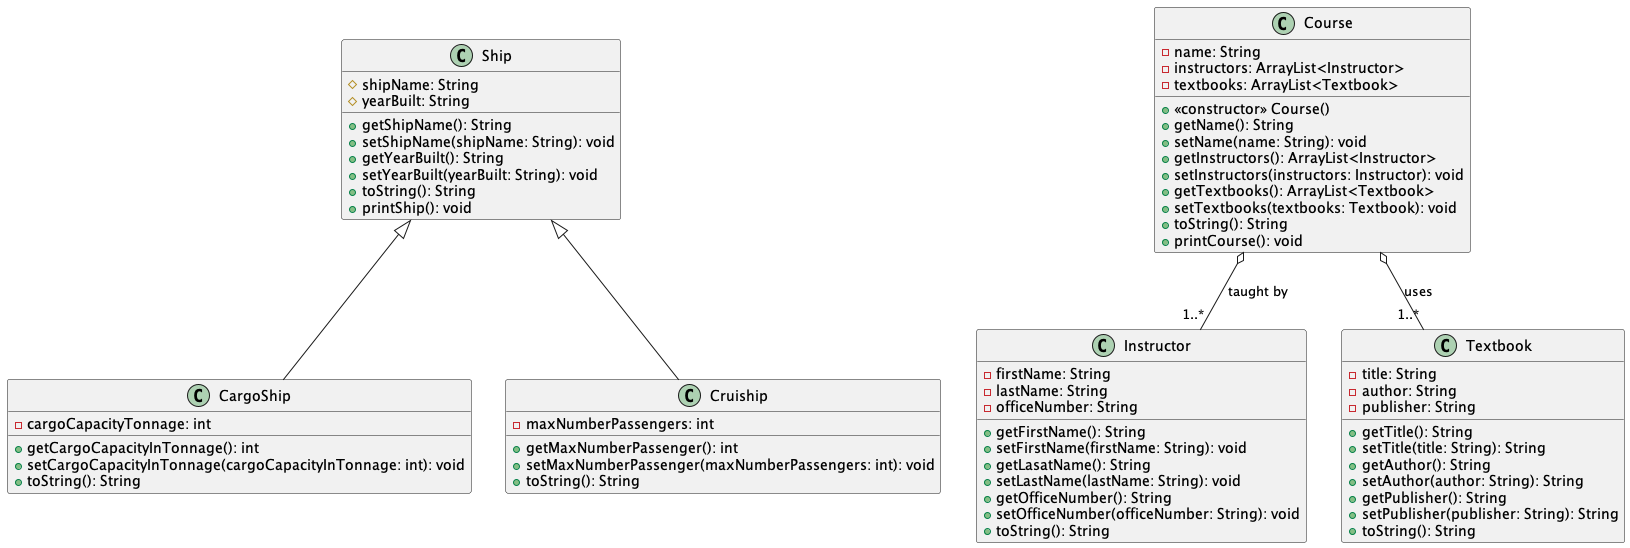 C Ship
shipName: String
yearBuilt: String
getShipName(): String
setShipName(shipName: String): void
getYearBuilt(): String
setYearBuilt(yearBuilt: String): void
toString(): String
printShip(): void
C CargoShip
cargoCapacityTonnage: int
getCargoCapacityInTonnage(): int
setCargoCapacityInTonnage(cargoCapacityInTonnage: int): void
toString(): String
C Cruiship
maxNumberPassengers: int
getMaxNumberPassenger(): int
setMaxNumberPassenger(maxNumberPassengers: int): void
toString(): String
C Course
name: String
instructors: ArrayList<Instructor>
textbooks: ArrayList<Textbook>
«constructor» Course()
getName(): String
setName(name: String): void
getInstructors(): ArrayList<Instructor>
setInstructors(instructors: Instructor): void
getTextbooks(): ArrayList<Textbook>
setTextbooks(textbooks: Textbook): void
toString(): String
printCourse(): void
taught by
1..*
uses
1..*
C Instructor
firstName: String
lastName: String
officeNumber: String
getFirstName(): String
setFirstName(firstName: String): void
getLasatName(): String
setLastName(lastName: String): void
getOfficeNumber(): String
setOfficeNumber(officeNumber: String): void
toString(): String
C Textbook
title: String
author: String
publisher: String
getTitle(): String
setTitle(title: String): String
getAuthor(): String
setAuthor(author: String): String
getPublisher(): String
setPublisher(publisher: String): String
toString(): String